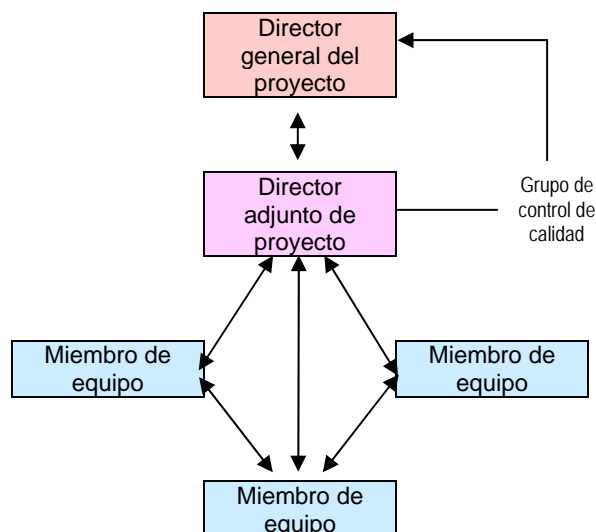 Director
general del
proyecto
Director
adjunto de
proyecto
Grupo de
control de
calidad
Miembro de
equipo
Miembro de
equipo
Miembro de
equipo